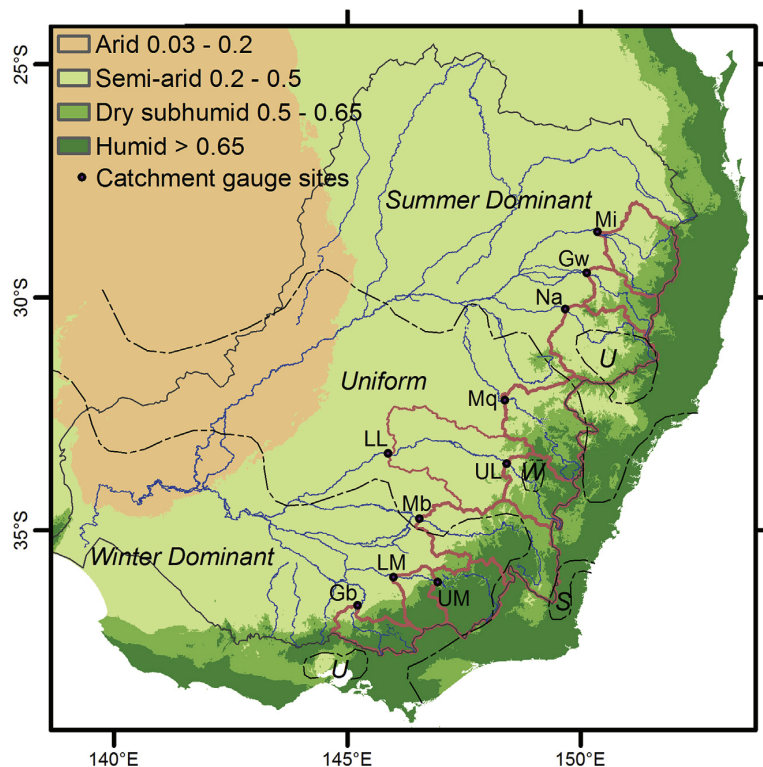 25°S
Arid 0.03 - 0.2
Semi-arid 0.2 - 0.5
Dry subhumid 0.5 - 0.65
Humid > 0.65
Catchment gauge sites
Summer Dominant
Mi
Gw
30°S
Na
U
Uniform
Mq
LL
UL
W
Mb
35°S
Winter Dominant
LM
Gb
UM
S
U
140°E
145°E
150°E